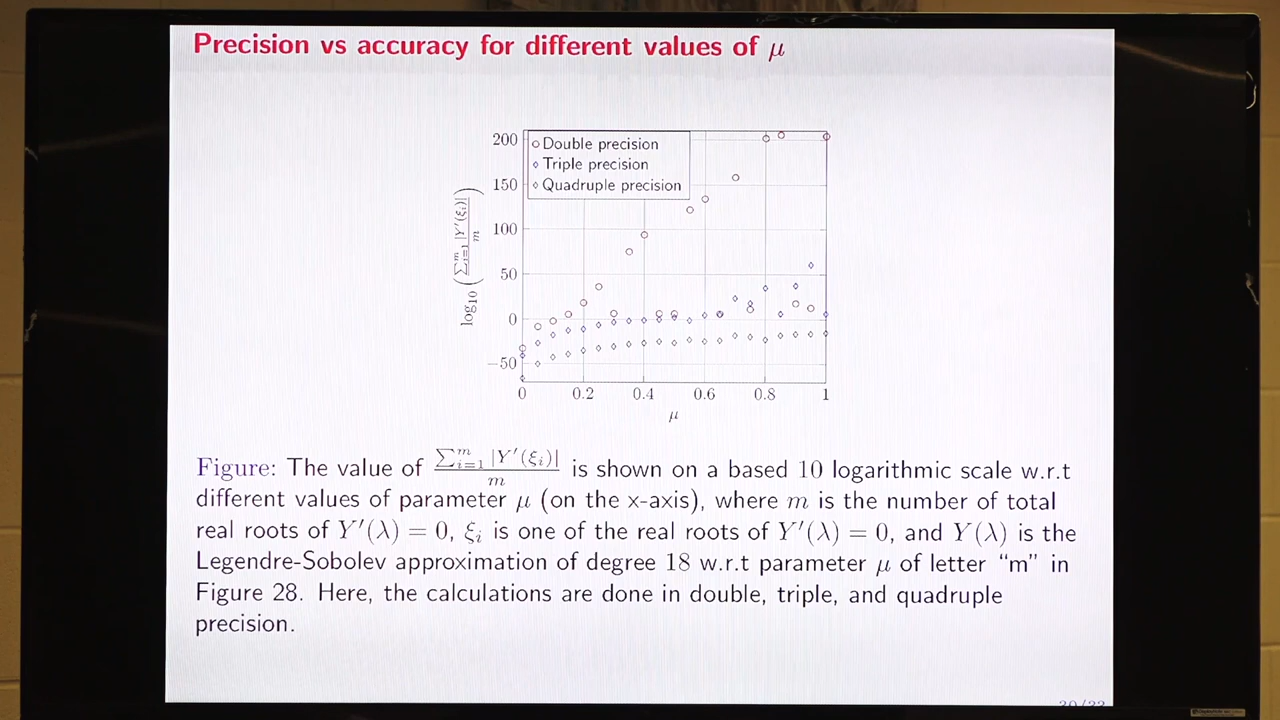 Precision vs accuracy for different values of μ
200
150
100
50
0
−50
Double precision
Triple precision
Quadruple precision
log₁₀ (∑ᵢ₌₁ᵐ |Y′(ξᵢ)| / m)
0 0.2 0.4 0.6 0.8 1
μ
Figure: The value of ∑ᵢ₌₁ᵐ |Y′(ξᵢ)| / m is shown on a based 10 logarithmic scale w.r.t
different values of parameter μ (on the x-axis), where m is the number of total
real roots of Y′(λ) = 0, ξᵢ is one of the real roots of Y′(λ) = 0, and Y(λ) is the
Legendre-Sobolev approximation of degree 18 w.r.t parameter μ of letter “m” in
Figure 28. Here, the calculations are done in double, triple, and quadruple
precision.